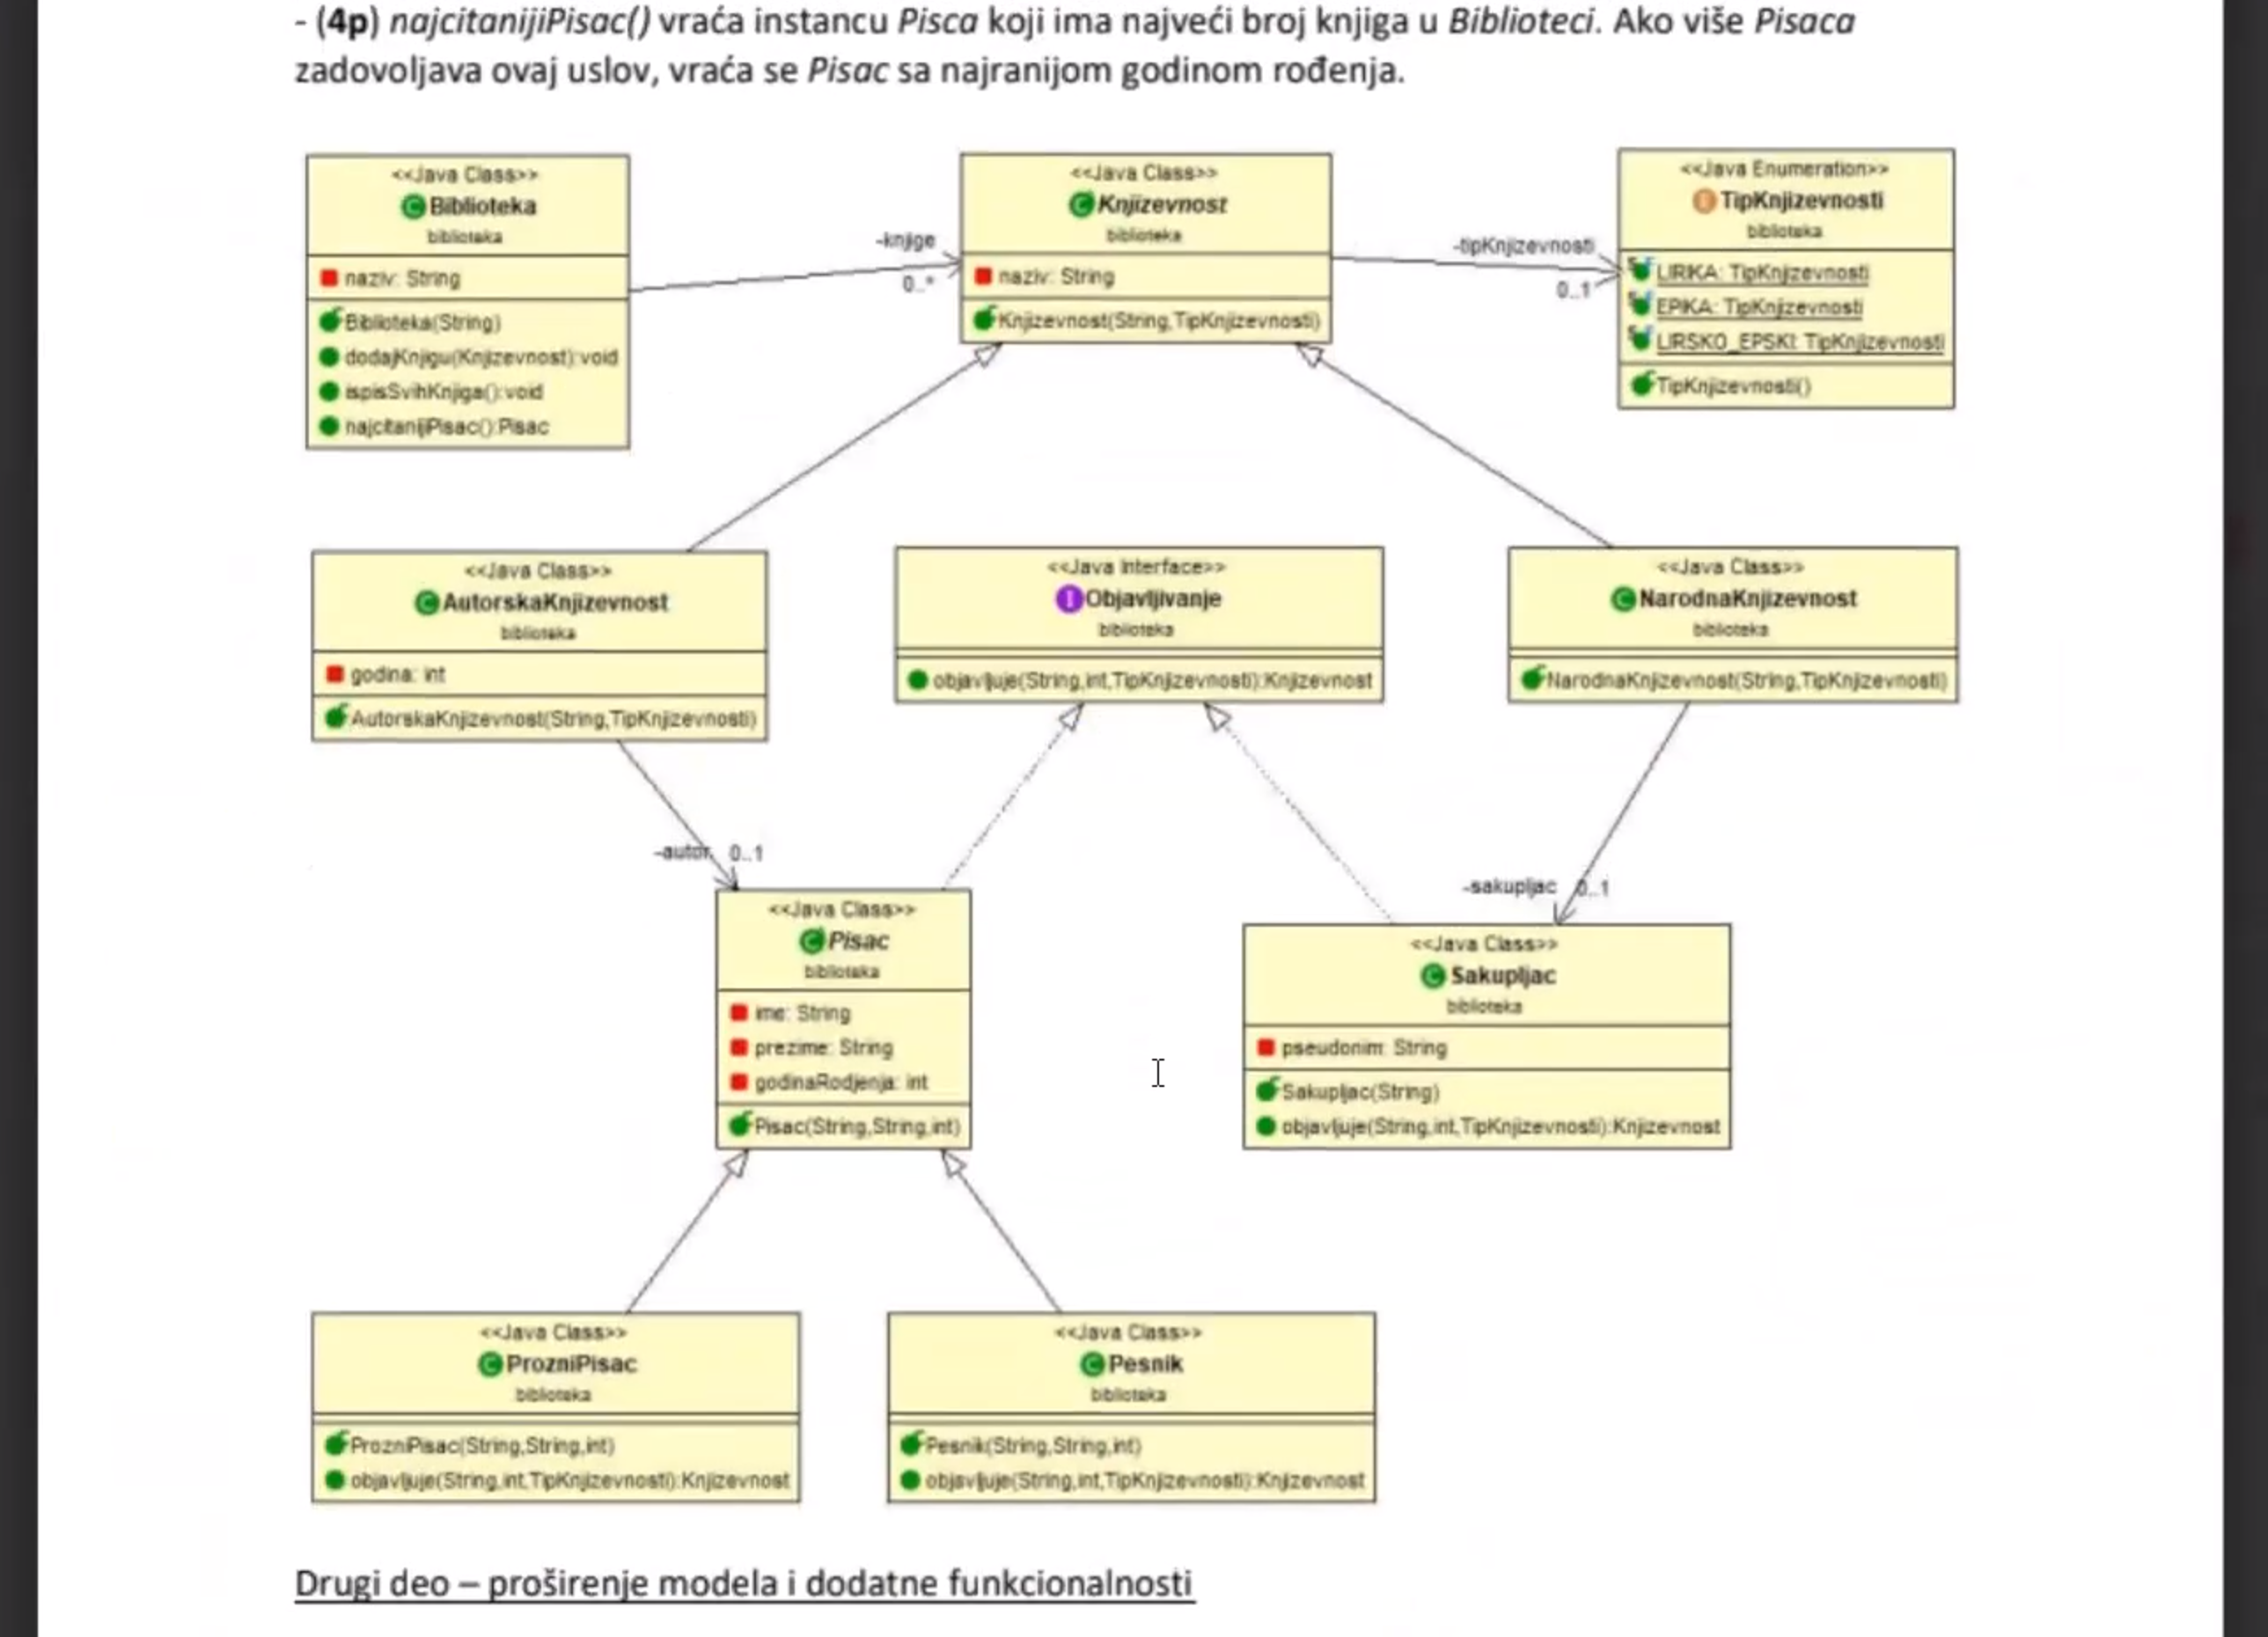 - (4p) najcitanijiPisac() vraća instancu Pisca koji ima najveći broj knjiga u Biblioteci. Ako više Pisaca
zadovoljava ovaj uslov, vraća se Pisac sa najranijom godinom rođenja.
<<Java Class>>
Biblioteka
biblioteka
naziv: String
Biblioteka(String)
dodajKnjigu(Knjizevnost):void
ispisSvihKnjiga():void
najcitanijiPisac():Pisac
-knjige
0..*
<<Java Class>>
Knjizevnost
biblioteka
naziv: String
Knjizevnost(String,TipKnjizevnosti)
-tipKnjizevnosti
0..1
<<Java Enumeration>>
TipKnjizevnosti
biblioteka
LIRIKA: TipKnjizevnosti
EPIKA: TipKnjizevnosti
LIRSKO_EPSKI: TipKnjizevnosti
TipKnjizevnosti()
<<Java Class>>
AutorskaKnjizevnost
biblioteka
godina: int
AutorskaKnjizevnost(String,TipKnjizevnosti)
<<Java Interface>>
Objavljivanje
biblioteka
objavljuje(String,int,TipKnjizevnosti):Knjizevnost
<<Java Class>>
NarodnaKnjizevnost
biblioteka
NarodnaKnjizevnost(String,TipKnjizevnosti)
-autor 0..1
-sakupljac 0..1
<<Java Class>>
Pisac
biblioteka
ime: String
prezime: String
godinaRodjenja: int
Pisac(String,String,int)
<<Java Class>>
Sakupljac
biblioteka
pseudonim: String
Sakupljac(String)
objavljuje(String,int,TipKnjizevnosti):Knjizevnost
<<Java Class>>
ProzniPisac
biblioteka
ProzniPisac(String,String,int)
objavljuje(String,int,TipKnjizevnosti):Knjizevnost
<<Java Class>>
Pesnik
biblioteka
Pesnik(String,String,int)
objavljuje(String,int,TipKnjizevnosti):Knjizevnost
Drugi deo – proširenje modela i dodatne funkcionalnosti